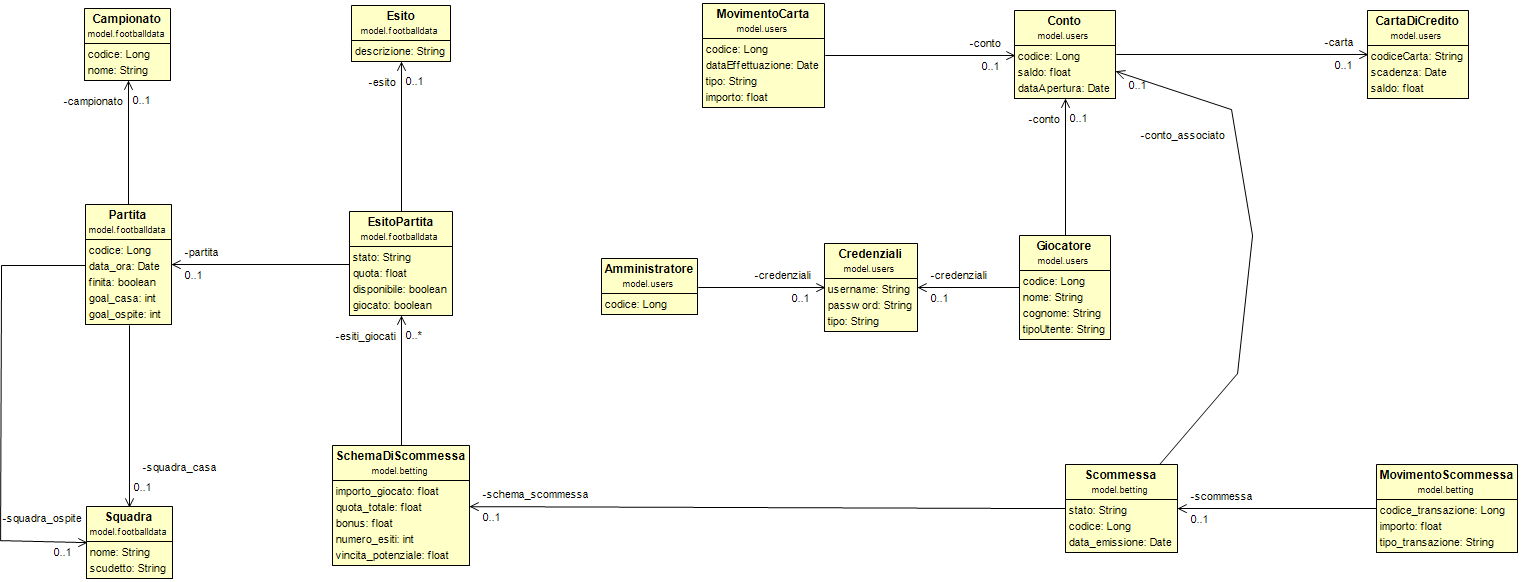 Campionato
model.footballdata
codice: Long
nome: String
Esito
model.footballdata
descrizione: String
MovimentoCarta
model.users
codice: Long
dataEffettuazione: Date
tipo: String
importo: float
Conto
model.users
codice: Long
saldo: float
dataApertura: Date
CartaDiCredito
model.users
codiceCarta: String
scadenza: Date
saldo: float
-conto
0..1
-carta
0..1
-campionato
0..1
-esito
0..1
-conto
0..1
0..1
-conto_associato
Partita
model.footballdata
codice: Long
data_ora: Date
finita: boolean
goal_casa: int
goal_ospite: int
-partita
0..1
EsitoPartita
model.footballdata
stato: String
quota: float
disponibile: boolean
giocato: boolean
Amministratore
model.users
codice: Long
-credenziali
0..1
Credenziali
model.users
username: String
password: String
tipo: String
-credenziali
0..1
Giocatore
model.users
codice: Long
nome: String
cognome: String
tipoUtente: String
-esiti_giocati
0..*
-squadra_casa
0..1
-squadra_ospite
0..1
Squadra
model.footballdata
nome: String
scudetto: String
SchemaDiScommessa
model.betting
importo_giocato: float
quota_totale: float
bonus: float
numero_esiti: int
vincita_potenziale: float
-schema_scommessa
0..1
Scommessa
model.betting
stato: String
codice: Long
data_emissione: Date
-scommessa
0..1
MovimentoScommessa
model.betting
codice_transazione: Long
importo: float
tipo_transazione: String